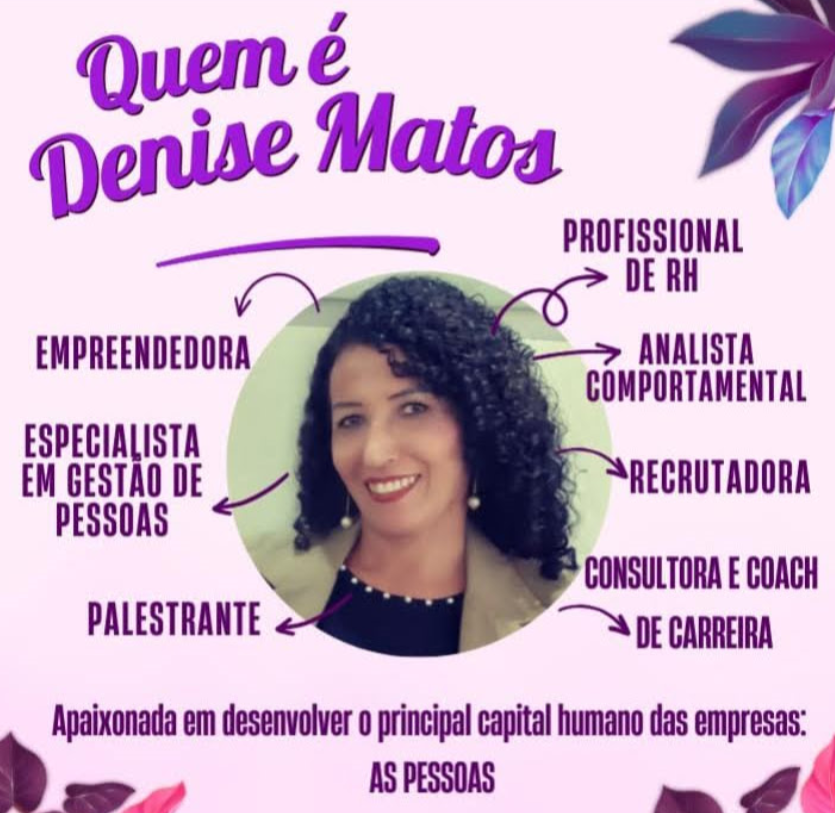 Quem é
Denise Matos
PROFISSIONAL
DE RH
EMPREENDEDORA
ANALISTA
COMPORTAMENTAL
ESPECIALISTA
EM GESTÃO DE
PESSOAS
RECRUTADORA
PALESTRANTE
CONSULTORA E COACH
DE CARREIRA
Apaixonada em desenvolver o principal capital humano das empresas:
AS PESSOAS